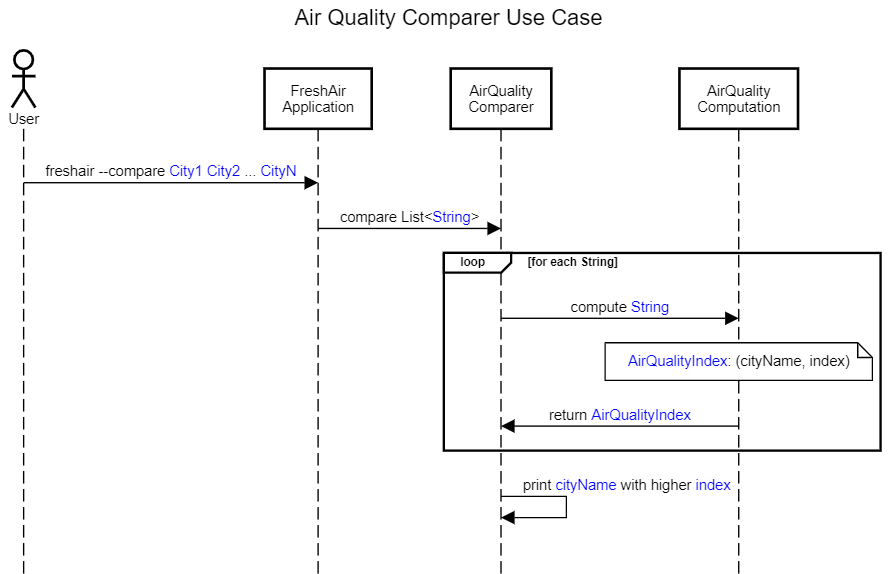 Air Quality Comparer Use Case
User
FreshAir
Application
AirQuality
Comparer
AirQuality
Computation
freshair --compare City1 City2 ... CityN
compare List<String>
loop
[for each String]
compute String
AirQualityIndex: (cityName, index)
return AirQualityIndex
print cityName with higher index